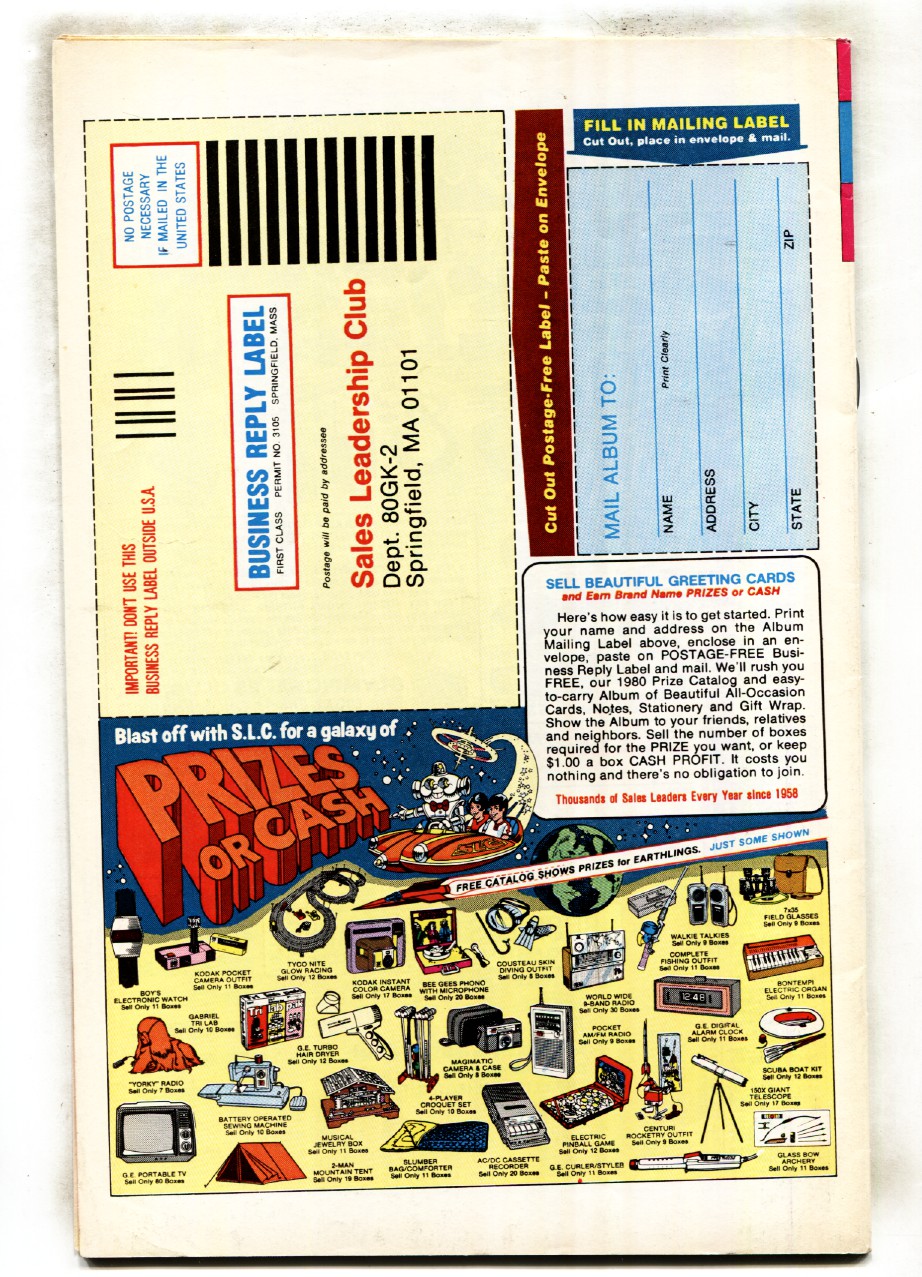 NO POSTAGE
NECESSARY
IF MAILED IN THE
UNITED STATES
IMPORTANT! DON'T USE THIS
BUSINESS REPLY LABEL OUTSIDE U.S.A.
BUSINESS REPLY LABEL
FIRST CLASS PERMIT NO. 3105 SPRINGFIELD, MASS
Postage will be paid by addressee
Sales Leadership Club
Dept. 80GK-2
Springfield, MA 01101
Cut Out Postage-Free Label – Paste on Envelope
FILL IN MAILING LABEL
Cut Out, place in envelope & mail.
MAIL ALBUM TO:
Print Clearly
NAME
ADDRESS
CITY
STATE ZIP
SELL BEAUTIFUL GREETING CARDS
and Earn Brand Name PRIZES or CASH
Here's how easy it is to get started. Print
your name and address on the Album
Mailing Label above, enclose in an en-
velope, paste on POSTAGE-FREE Busi-
ness Reply Label and mail. We'll rush you
FREE, our 1980 Prize Catalog and easy-
to-carry Album of Beautiful All-Occasion
Cards, Notes, Stationery and Gift Wrap.
Show the Album to your friends, relatives
and neighbors. Sell the number of boxes
required for the PRIZE you want, or keep
$1.00 a box CASH PROFIT. It costs you
nothing and there's no obligation to join.
Thousands of Sales Leaders Every Year since 1958
Blast off with S.L.C. for a galaxy of
PRIZES
OR CASH
S.L.C.
FREE CATALOG SHOWS PRIZES for EARTHLINGS. JUST SOME SHOWN
BOY'S
ELECTRONIC WATCH
Sell Only 11 Boxes
KODAK POCKET
CAMERA OUTFIT
Sell Only 11 Boxes
TYCO NITE
GLOW RACING
Sell Only 12 Boxes
KODAK INSTANT
COLOR CAMERA
Sell Only 17 Boxes
BEE GEES PHONO
WITH MICROPHONE
Sell Only 20 Boxes
COUSTEAU SKIN
DIVING OUTFIT
Sell Only 8 Boxes
WORLD WIDE
8-BAND RADIO
Sell Only 30 Boxes
COMPLETE
FISHING OUTFIT
Sell Only 11 Boxes
WALKIE TALKIES
Sell Only 9 Boxes
7x35
FIELD GLASSES
Sell Only 9 Boxes
BONTEMPI
ELECTRIC ORGAN
Sell Only 11 Boxes
GABRIEL
TRI LAB
Sell Only 10 Boxes
Tri
G.E. TURBO
HAIR DRYER
Sell Only 12 Boxes
MAGIMATIC
CAMERA & CASE
Sell Only 8 Boxes
POCKET
AM/FM RADIO
Sell Only 9 Boxes
12:48
G.E. DIGITAL
ALARM CLOCK
Sell Only 11 Boxes
SCUBA BOAT KIT
Sell Only 12 Boxes
"YORKY" RADIO
Sell Only 7 Boxes
BATTERY OPERATED
SEWING MACHINE
Sell Only 10 Boxes
MUSICAL
JEWELRY BOX
Sell Only 11 Boxes
4-PLAYER
CROQUET SET
Sell Only 10 Boxes
ELECTRIC
PINBALL GAME
Sell Only 12 Boxes
CENTURI
ROCKETRY OUTFIT
Sell Only 9 Boxes
150X GIANT
TELESCOPE
Sell Only 17 Boxes
G.E. PORTABLE TV
Sell Only 80 Boxes
2-MAN
MOUNTAIN TENT
Sell Only 19 Boxes
SLUMBER
BAG/COMFORTER
Sell Only 11 Boxes
AC/DC CASSETTE
RECORDER
Sell Only 20 Boxes
G.E. CURLER/STYLER
Sell Only 11 Boxes
GLASS BOW
ARCHERY
Sell Only 11 Boxes